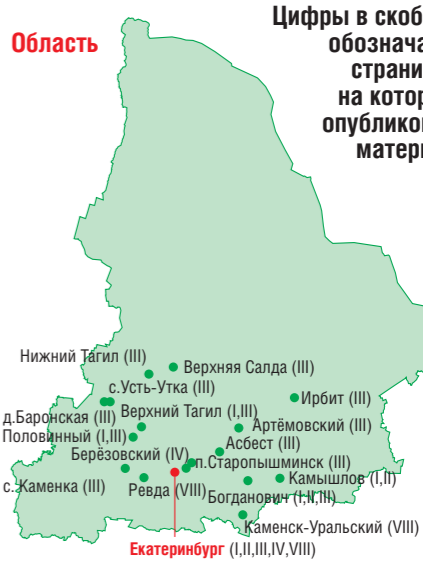 Область
Цифры в скоб
обознача
страни
на котор
опубликов
матери
Нижний Тагил (III)
Верхняя Салда (III)
с.Усть-Утка (III)
Ирбит (III)
д.Баронская (III)
Верхний Тагил (I,III)
Артёмовский (III)
Половинный (I,III)
Асбест (III)
Берёзовский (IV)
п.Старопышминск (III)
с. Каменка (III)
Ревда (VIII)
Камышлов (I,II)
Богданович (I,II,III)
Каменск-Уральский (VIII)
Екатеринбург (I,II,III,IV,VIII)